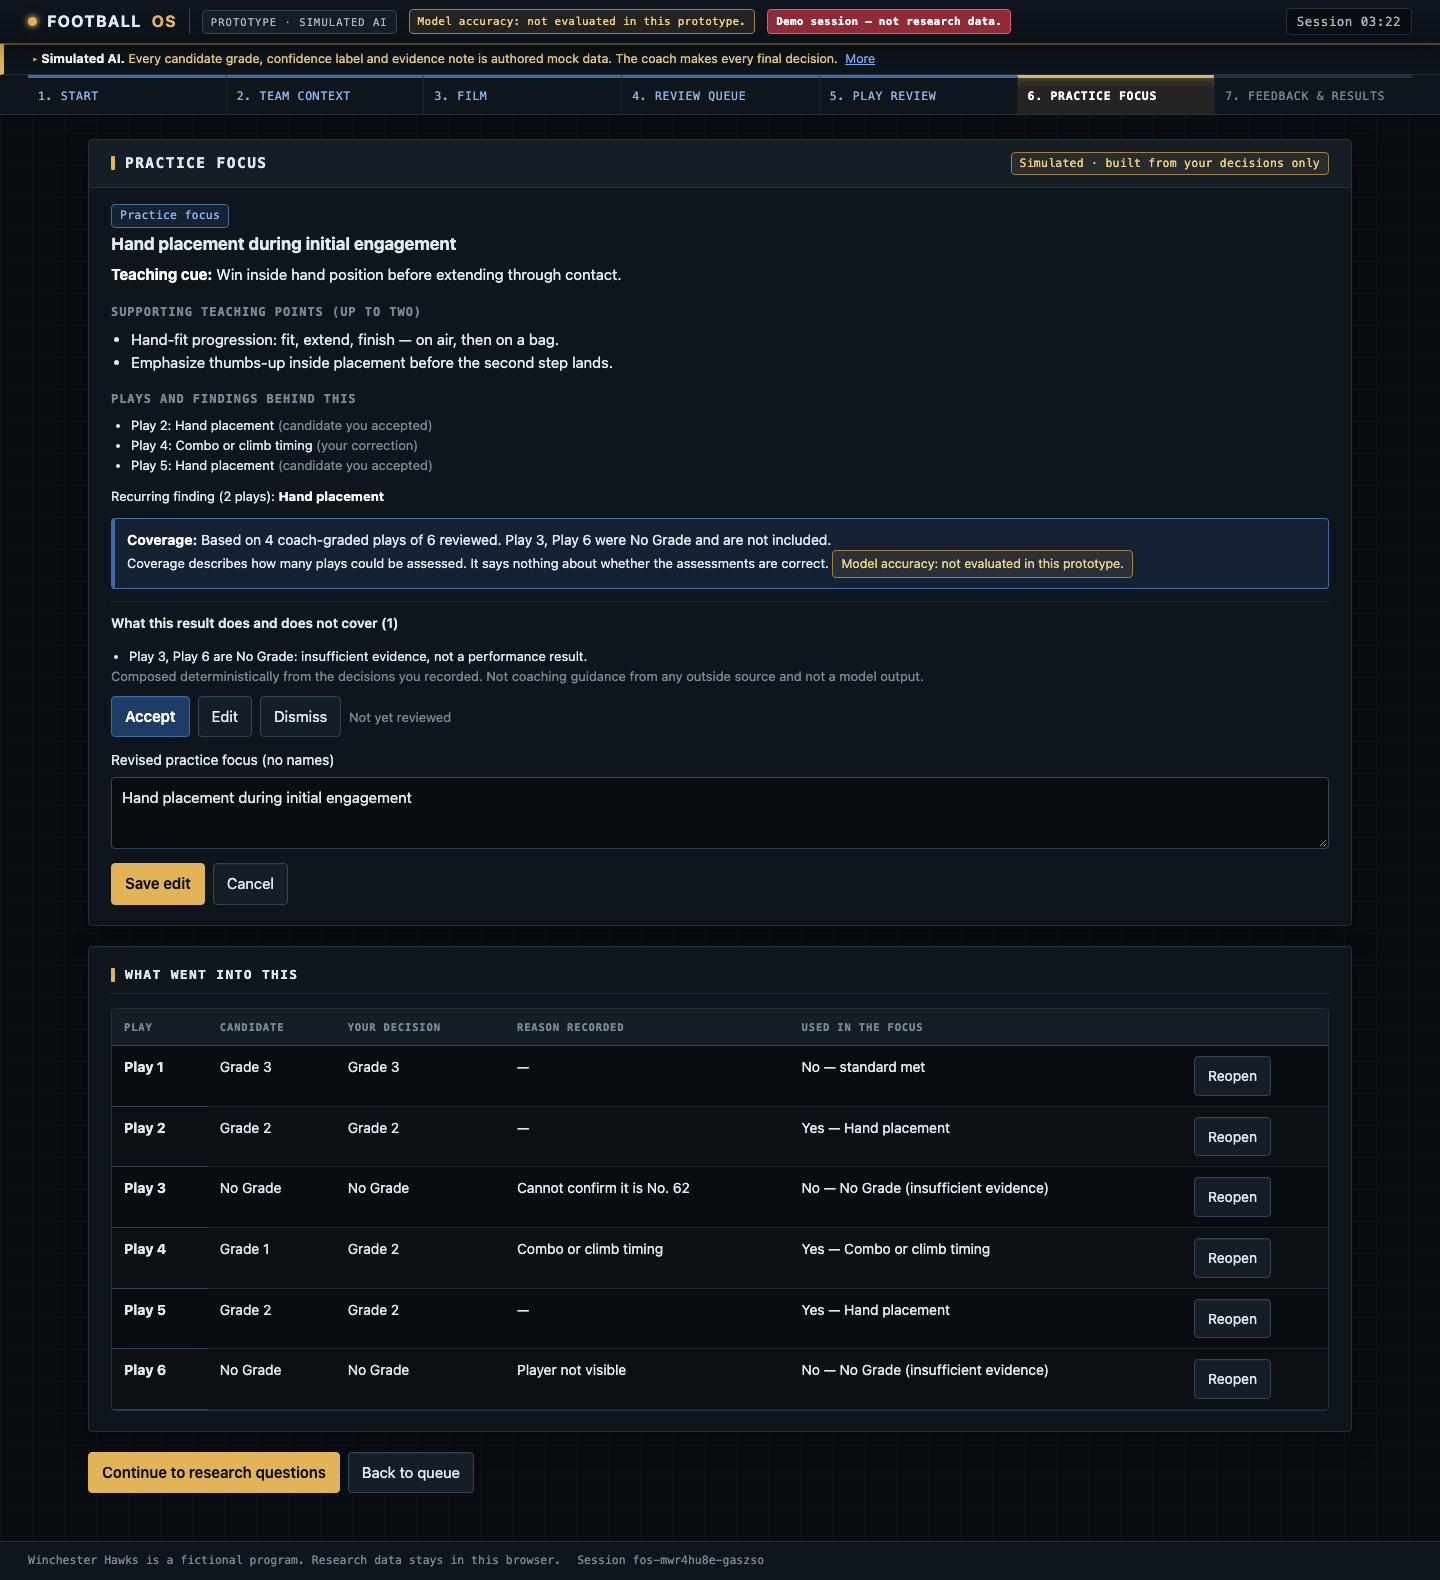 FOOTBALL OS
PROTOTYPE · SIMULATED AI
Model accuracy: not evaluated in this prototype.
Demo session — not research data.
Session 03:22
▸ Simulated AI. Every candidate grade, confidence label and evidence note is authored mock data. The coach makes every final decision. More
1. START
2. TEAM CONTEXT
3. FILM
4. REVIEW QUEUE
5. PLAY REVIEW
6. PRACTICE FOCUS
7. FEEDBACK & RESULTS
PRACTICE FOCUS
Simulated · built from your decisions only
Practice focus
Hand placement during initial engagement
Teaching cue: Win inside hand position before extending through contact.
SUPPORTING TEACHING POINTS (UP TO TWO)
• Hand-fit progression: fit, extend, finish — on air, then on a bag.
• Emphasize thumbs-up inside placement before the second step lands.
PLAYS AND FINDINGS BEHIND THIS
• Play 2: Hand placement (candidate you accepted)
• Play 4: Combo or climb timing (your correction)
• Play 5: Hand placement (candidate you accepted)
Recurring finding (2 plays): Hand placement
Coverage: Based on 4 coach-graded plays of 6 reviewed. Play 3, Play 6 were No Grade and are not included.
Coverage describes how many plays could be assessed. It says nothing about whether the assessments are correct. Model accuracy: not evaluated in this prototype.
What this result does and does not cover (1)
• Play 3, Play 6 are No Grade: insufficient evidence, not a performance result.
Composed deterministically from the decisions you recorded. Not coaching guidance from any outside source and not a model output.
Accept Edit Dismiss Not yet reviewed
Revised practice focus (no names)
Hand placement during initial engagement
Save edit Cancel
WHAT WENT INTO THIS
PLAY CANDIDATE YOUR DECISION REASON RECORDED USED IN THE FOCUS
Play 1 Grade 3 Grade 3 — No — standard met Reopen
Play 2 Grade 2 Grade 2 — Yes — Hand placement Reopen
Play 3 No Grade No Grade Cannot confirm it is No. 62 No — No Grade (insufficient evidence) Reopen
Play 4 Grade 1 Grade 2 Combo or climb timing Yes — Combo or climb timing Reopen
Play 5 Grade 2 Grade 2 — Yes — Hand placement Reopen
Play 6 No Grade No Grade Player not visible No — No Grade (insufficient evidence) Reopen
Continue to research questions Back to queue
Winchester Hawks is a fictional program. Research data stays in this browser. Session fos-mwr4hu8e-gaszso